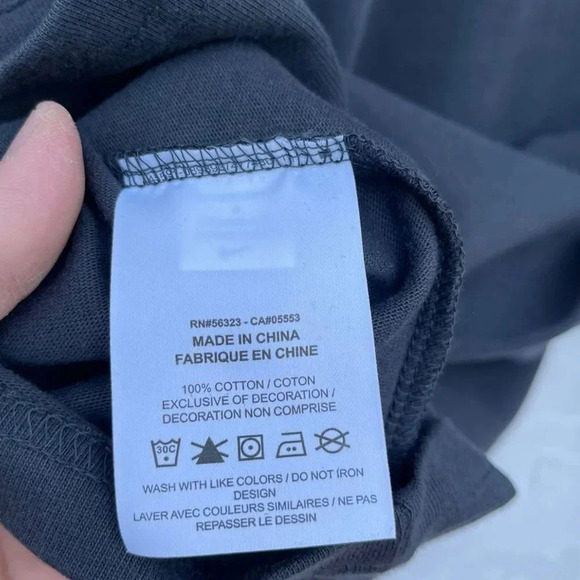 RN#56323 - CA#05553
MADE IN CHINA
FABRIQUE EN CHINE
100% COTTON / COTON
EXCLUSIVE OF DECORATION /
DECORATION NON COMPRISE
30C
WASH WITH LIKE COLORS / DO NOT IRON
DESIGN
LAVER AVEC COULEURS SIMILAIRES / NE PAS
REPASSER LE DESSIN